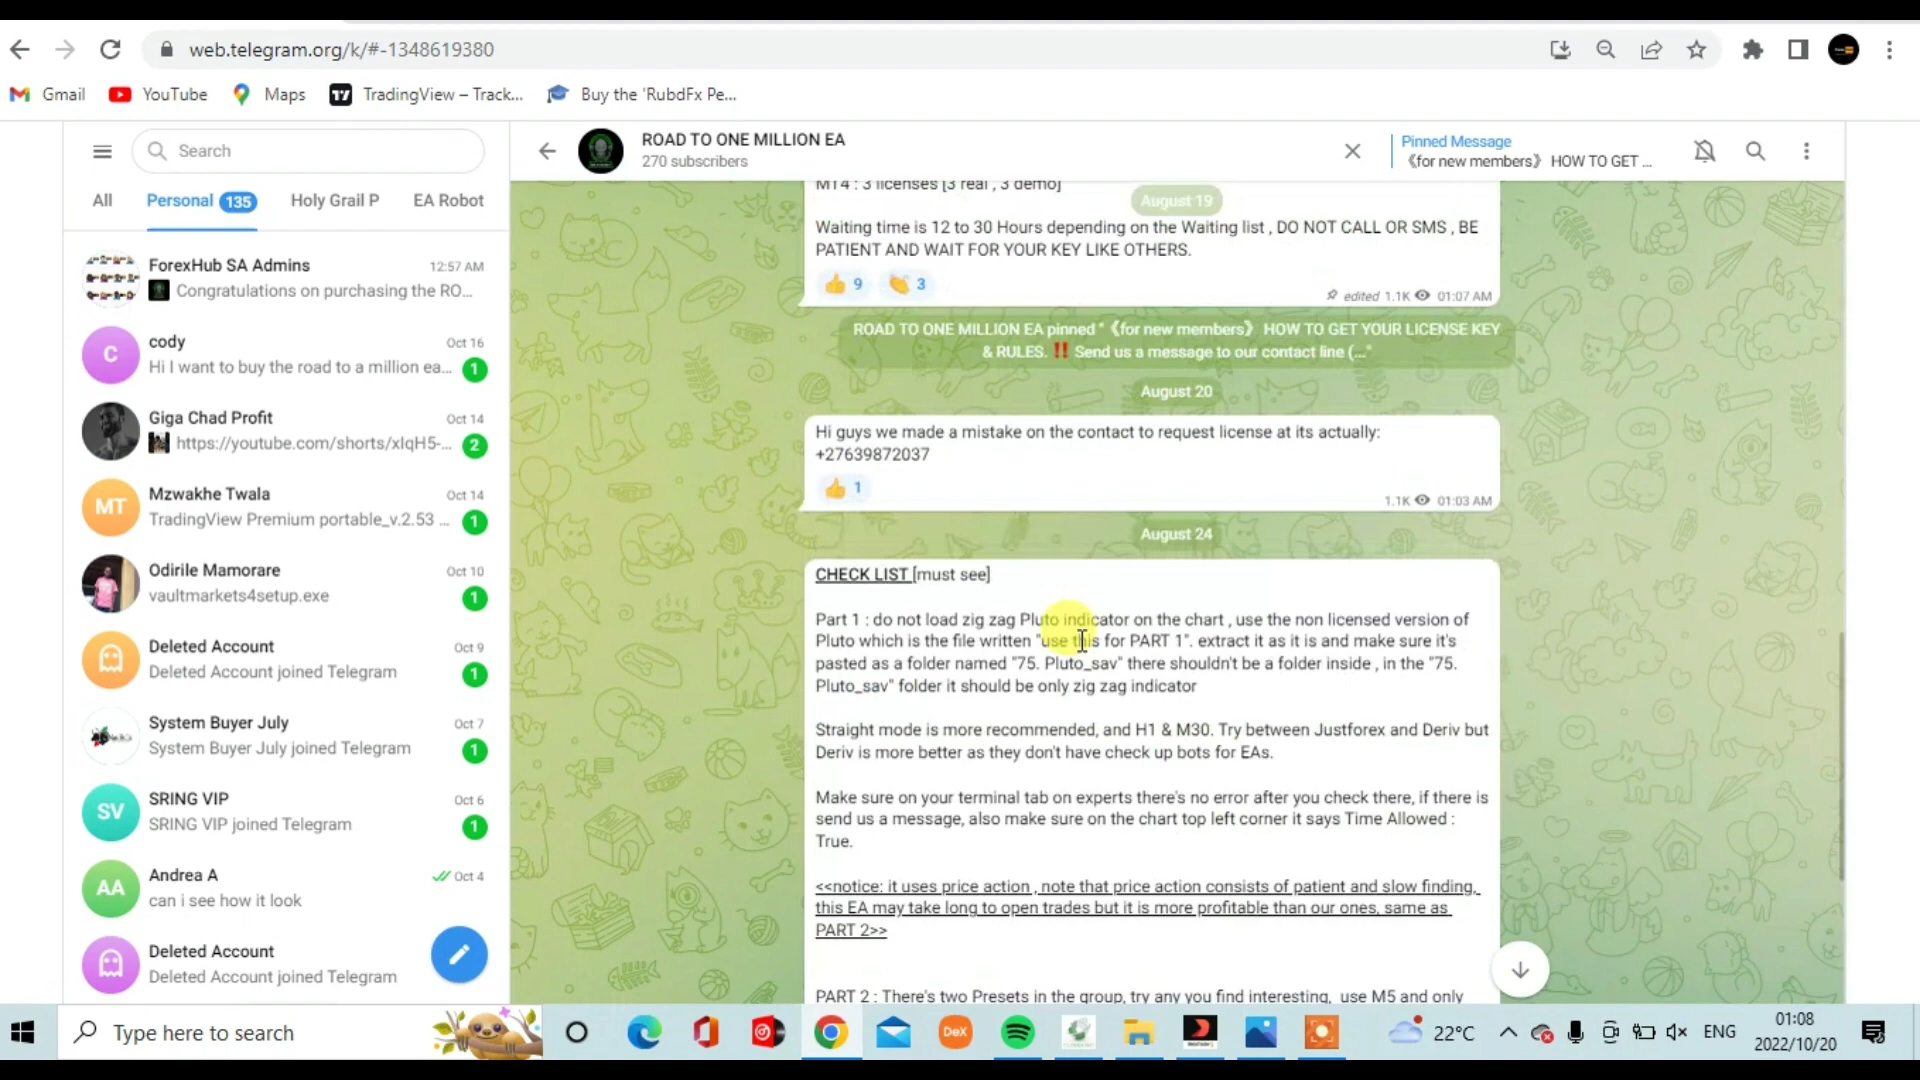 web.telegram.org/k/#-1348619380
Gmail
YouTube
Maps
TradingView – Track...
Buy the 'RubdFx Pe...
Search
All
Personal 135
Holy Grail P
EA Robot
ForexHub SA Admins
12:57 AM
Congratulations on purchasing the RO...
cody
Oct 16
Hi I want to buy the road to a million ea...
1
Giga Chad Profit
Oct 14
https://youtube.com/shorts/xIqH5-...
2
Mzwakhe Twala
Oct 14
TradingView Premium portable_v.2.53 ...
1
Odirile Mamorare
Oct 10
vaultmarkets4setup.exe
1
Deleted Account
Oct 9
Deleted Account joined Telegram
1
System Buyer July
Oct 7
System Buyer July joined Telegram
1
SV
SRING VIP
Oct 6
SRING VIP joined Telegram
1
AA
Andrea A
Oct 4
can i see how it look
Deleted Account
Deleted Account joined Telegram
C
MT
ROAD TO ONE MILLION EA
270 subscribers
Pinned Message
《for new members》 HOW TO GET ...
MT4 : 3 licenses [3 real , 3 demo]
August 19
Waiting time is 12 to 30 Hours depending on the Waiting list , DO NOT CALL OR SMS , BE
PATIENT AND WAIT FOR YOUR KEY LIKE OTHERS.
9
3
edited 1.1K 01:07 AM
ROAD TO ONE MILLION EA pinned "《for new members》 HOW TO GET YOUR LICENSE KEY
& RULES. ‼️ Send us a message to our contact line (..."
August 20
Hi guys we made a mistake on the contact to request license at its actually:
+27639872037
1
1.1K 01:03 AM
August 24
CHECK LIST [must see]
Part 1 : do not load zig zag Pluto indicator on the chart , use the non licensed version of
Pluto which is the file written "use this for PART 1". extract it as it is and make sure it's
pasted as a folder named "75. Pluto_sav" there shouldn't be a folder inside , in the "75.
Pluto_sav" folder it should be only zig zag indicator
Straight mode is more recommended, and H1 & M30. Try between Justforex and Deriv but
Deriv is more better as they don't have check up bots for EAs.
Make sure on your terminal tab on experts there's no error after you check there, if there is
send us a message, also make sure on the chart top left corner it says Time Allowed :
True.
<<notice: it uses price action , note that price action consists of patient and slow finding,
this EA may take long to open trades but it is more profitable than our ones, same as
PART 2>>
PART 2 : There's two Presets in the group, try any you find interesting, use M5 and only
Type here to search
DeX
22°C
ENG
01:08
2022/10/20